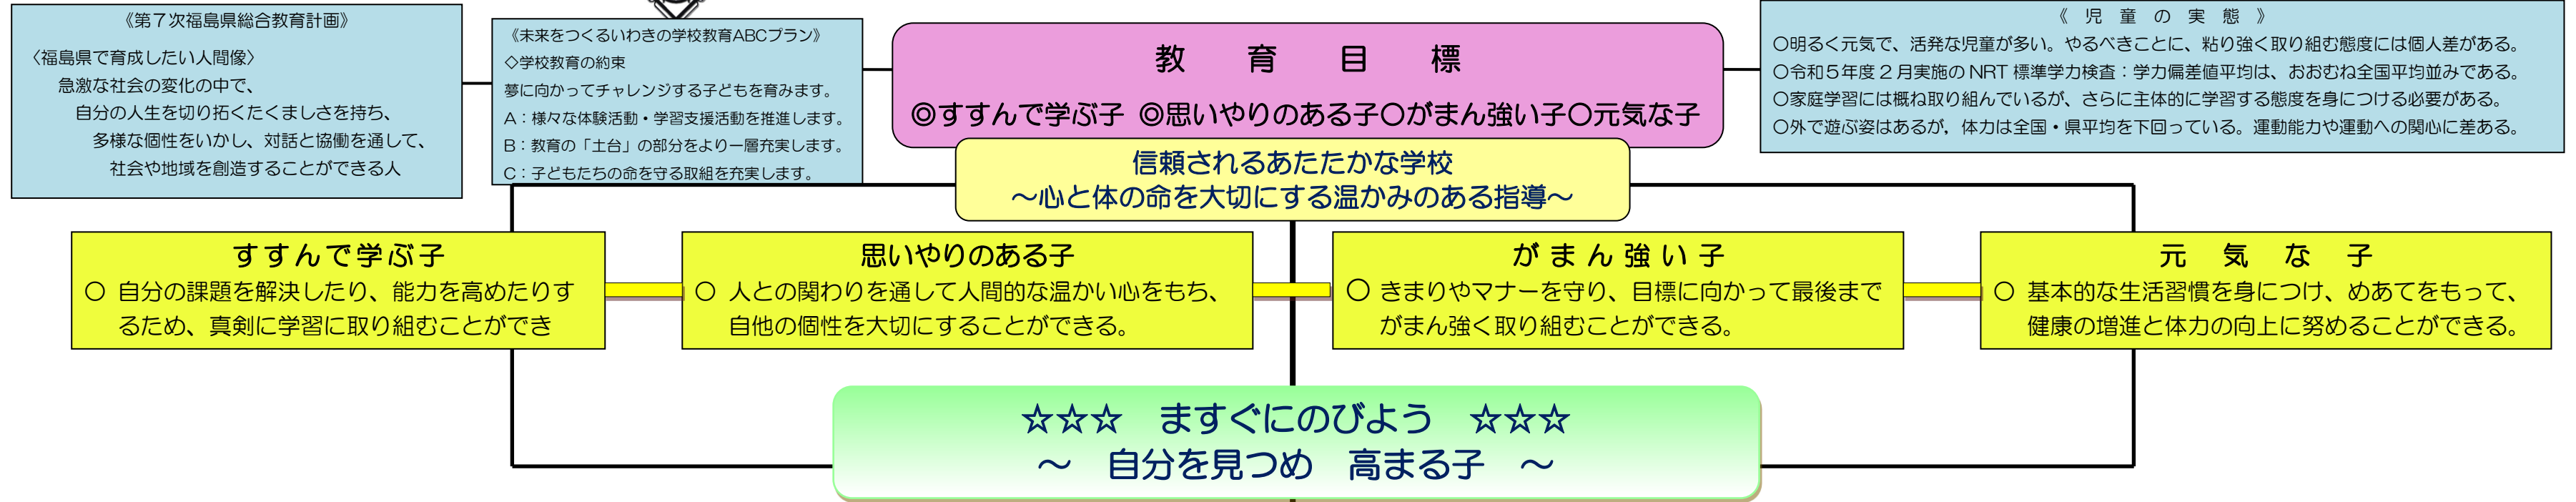 《第７次福島県総合教育計画》
〈福島県で育成したい人間像〉
急激な社会の変化の中で、
自分の人生を切り拓くたくましさを持ち、
多様な個性をいかし、対話と協働を通して、
社会や地域を創造することができる人
《未来をつくるいわきの学校教育ABCプラン》
◇学校教育の約束
夢に向かってチャレンジする子どもを育みます。
A：様々な体験活動・学習支援活動を推進します。
B：教育の「土台」の部分をより一層充実します。
C：子どもたちの命を守る取組を充実します。
教　育　目　標
◎すすんで学ぶ子 ◎思いやりのある子〇がまん強い子〇元気な子
《　児　童　の　実　態　》
〇明るく元気で、活発な児童が多い。やるべきことに、粘り強く取り組む態度には個人差がある。
〇令和５年度２月実施の NRT 標準学力検査：学力偏差値平均は、おおむね全国平均並みである。
〇家庭学習には概ね取り組んでいるが、さらに主体的に学習する態度を身につける必要がある。
〇外で遊ぶ姿はあるが，体力は全国・県平均を下回っている。運動能力や運動への関心に差ある。
信頼されるあたたかな学校
～心と体の命を大切にする温かみのある指導～
すすんで学ぶ子
〇 自分の課題を解決したり、能力を高めたりす
るため、真剣に学習に取り組むことができ
思いやりのある子
〇 人との関わりを通して人間的な温かい心をもち、
自他の個性を大切にすることができる。
がまん強い子
〇 きまりやマナーを守り、目標に向かって最後まで
がまん強く取り組むことができる。
元　気　な　子
〇 基本的な生活習慣を身につけ、めあてをもって、
健康の増進と体力の向上に努めることができる。
☆☆☆　ますぐにのびよう　☆☆☆
～　自分を見つめ　高まる子　～